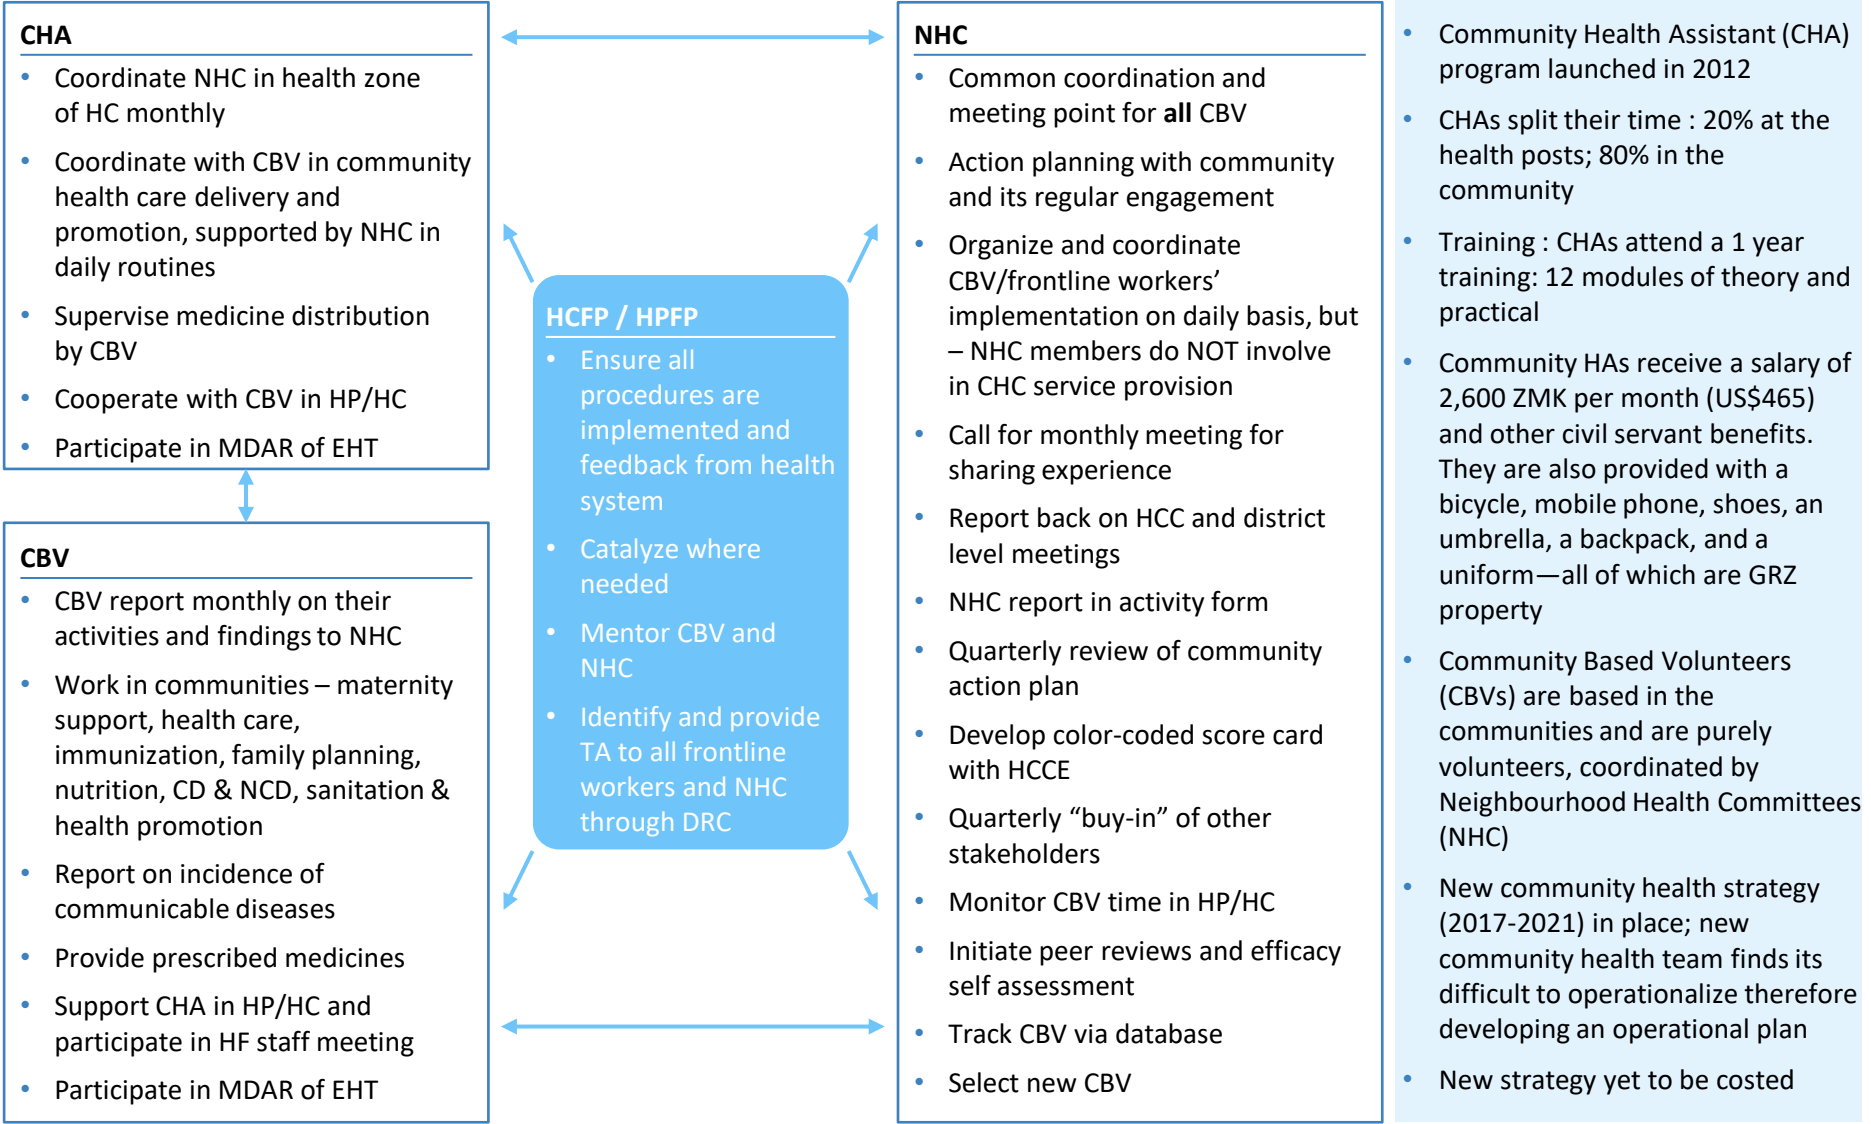 CHA
• Coordinate NHC in health zone
of HC monthly
• Coordinate with CBV in community
health care delivery and
promotion, supported by NHC in
daily routines
• Supervise medicine distribution
by CBV
• Cooperate with CBV in HP/HC
• Participate in MDAR of EHT
CBV
• CBV report monthly on their
activities and findings to NHC
• Work in communities – maternity
support, health care,
immunization, family planning,
nutrition, CD & NCD, sanitation &
health promotion
• Report on incidence of
communicable diseases
• Provide prescribed medicines
• Support CHA in HP/HC and
participate in HF staff meeting
• Participate in MDAR of EHT
HCFP / HPFP
• Ensure all
procedures are
implemented and
feedback from health
system
• Catalyze where
needed
• Mentor CBV and
NHC
• Identify and provide
TA to all frontline
workers and NHC
through DRC
NHC
• Common coordination and
meeting point for all CBV
• Action planning with community
and its regular engagement
• Organize and coordinate
CBV/frontline workers’
implementation on daily basis, but
– NHC members do NOT involve
in CHC service provision
• Call for monthly meeting for
sharing experience
• Report back on HCC and district
level meetings
• NHC report in activity form
• Quarterly review of community
action plan
• Develop color-coded score card
with HCCE
• Quarterly “buy-in” of other
stakeholders
• Monitor CBV time in HP/HC
• Initiate peer reviews and efficacy
self assessment
• Track CBV via database
• Select new CBV
• Community Health Assistant (CHA)
program launched in 2012
• CHAs split their time : 20% at the
health posts; 80% in the
community
• Training : CHAs attend a 1 year
training: 12 modules of theory and
practical
• Community HAs receive a salary of
2,600 ZMK per month (US$465)
and other civil servant benefits.
They are also provided with a
bicycle, mobile phone, shoes, an
umbrella, a backpack, and a
uniform—all of which are GRZ
property
• Community Based Volunteers
(CBVs) are based in the
communities and are purely
volunteers, coordinated by
Neighbourhood Health Committees
(NHC)
• New community health strategy
(2017-2021) in place; new
community health team finds its
difficult to operationalize therefore
developing an operational plan
• New strategy yet to be costed